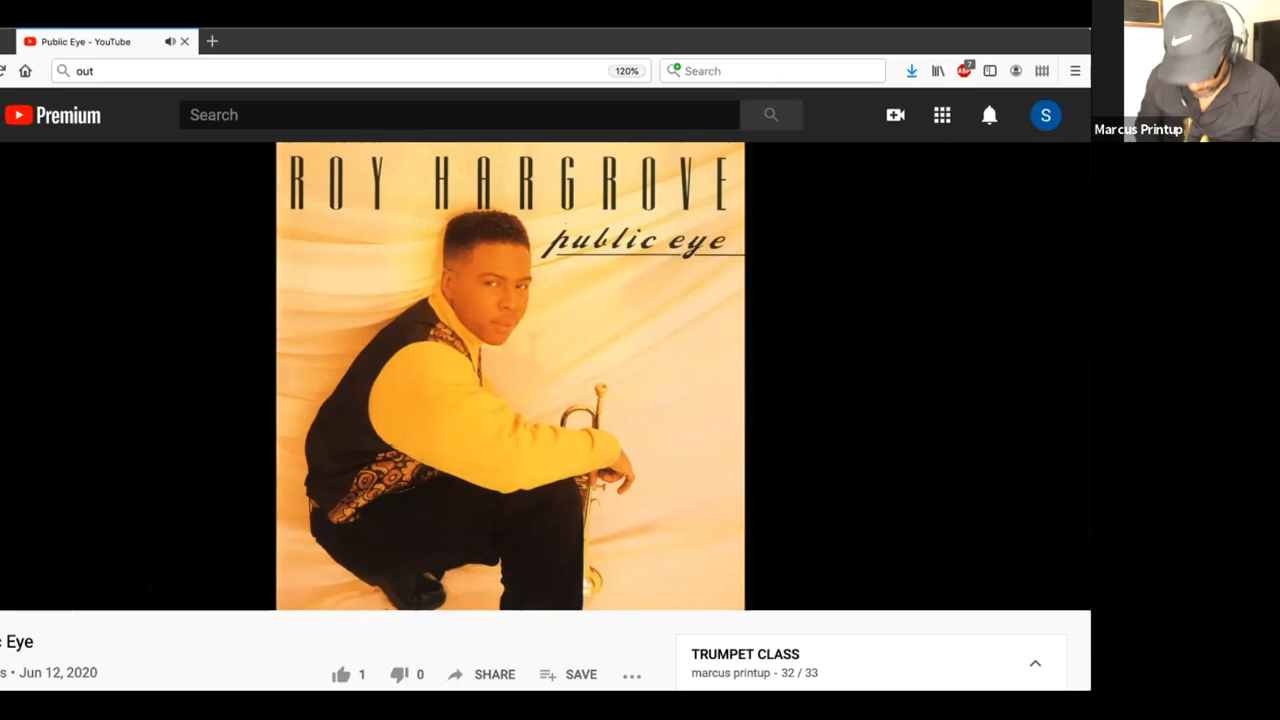 Public Eye - YouTube
out
120%
Search
7
Premium
Search
S
Marcus Printup
ROY HARGROVE
public eye
c Eye
s • Jun 12, 2020
1
0
SHARE
SAVE
TRUMPET CLASS
marcus printup - 32 / 33